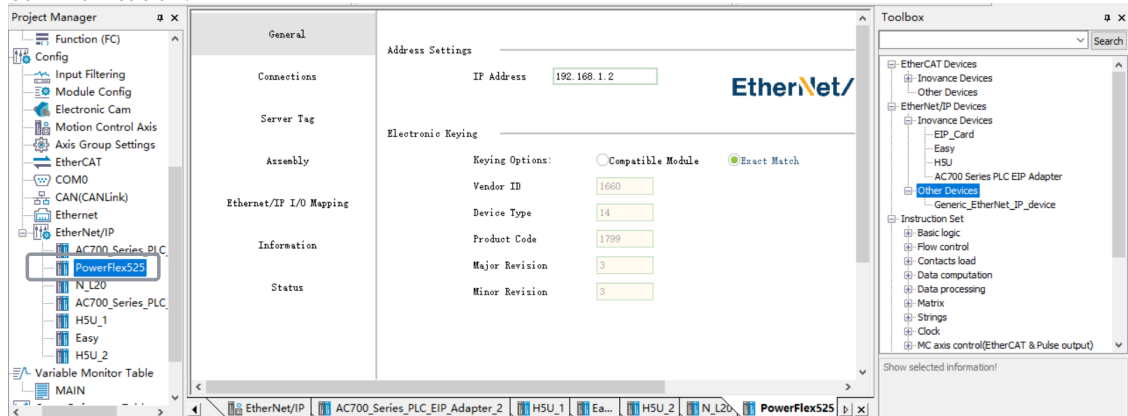 Project Manager
Function (FC)
Config
Input Filtering
Module Config
Electronic Cam
Motion Control Axis
Axis Group Settings
EtherCAT
COM0
CAN(CANLink)
Ethernet
EtherNet/IP
AC700_Series_PLC_
PowerFlex525
N_L20
AC700_Series_PLC_
H5U_1
Easy
H5U_2
Variable Monitor Table
MAIN
General
Connections
Server Tag
Assembly
Ethernet/IP I/O Mapping
Information
Status
Address Settings
IP Address 192.168.1.2
EtherNet/
Electronic Keying
Keying Options: Compatible Module Exact Match
Vendor ID 1660
Device Type 14
Product Code 1799
Major Revision 3
Minor Revision 3
EtherNet/IP AC700_Series_PLC_EIP_Adapter_2 H5U_1 Ea... H5U_2 N_L20 PowerFlex525
Toolbox
Search
EtherCAT Devices
Inovance Devices
Other Devices
EtherNet/IP Devices
Inovance Devices
EIP_Card
Easy
H5U
AC700 Series PLC EIP Adapter
Other Devices
Generic_EtherNet_IP_device
Instruction Set
Basic logic
Flow control
Contacts load
Data computation
Data processing
Matrix
Strings
Clock
MC axis control(EtherCAT & Pulse output)
Show selected information!